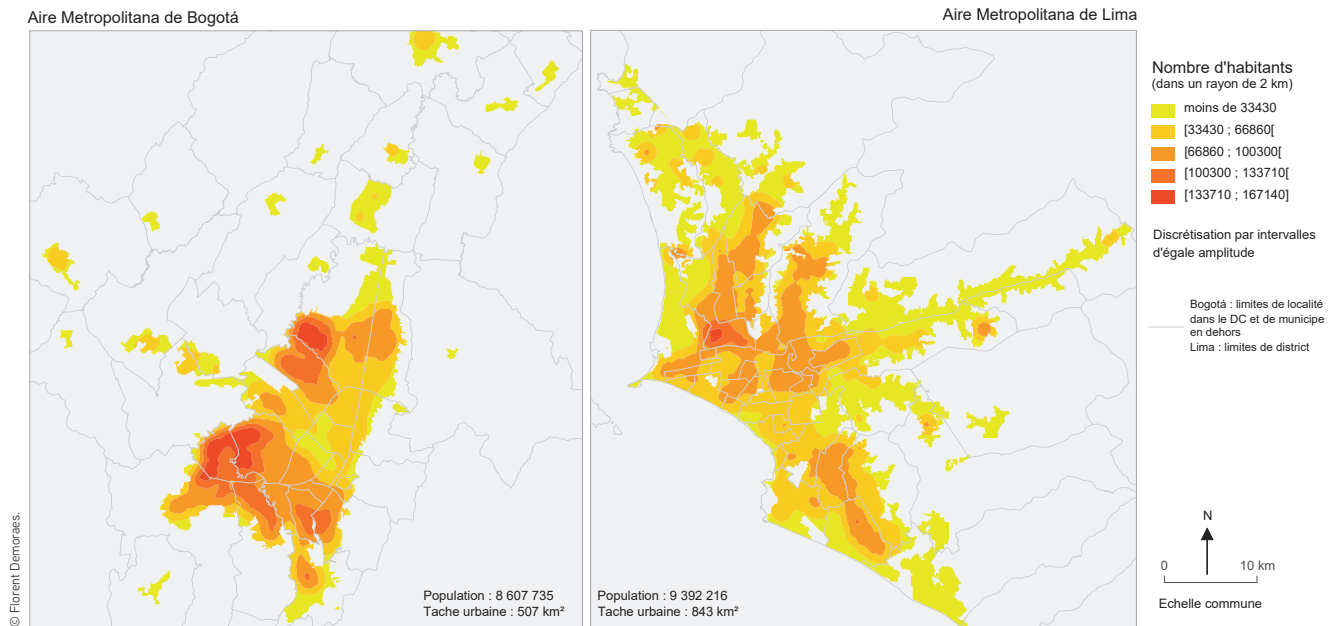 Aire Metropolitana de Bogotá
Aire Metropolitana de Lima
Population : 8 607 735
Tache urbaine : 507 km²
Population : 9 392 216
Tache urbaine : 843 km²
© Florent Demoraes.
Nombre d'habitants
(dans un rayon de 2 km)
moins de 33430
[33430 ; 66860[
[66860 ; 100300[
[100300 ; 133710[
[133710 ; 167140]
Discrétisation par intervalles
d'égale amplitude
Bogotá : limites de localité
dans le DC et de municipe
en dehors
Lima : limites de district
N
0 10 km
Echelle commune